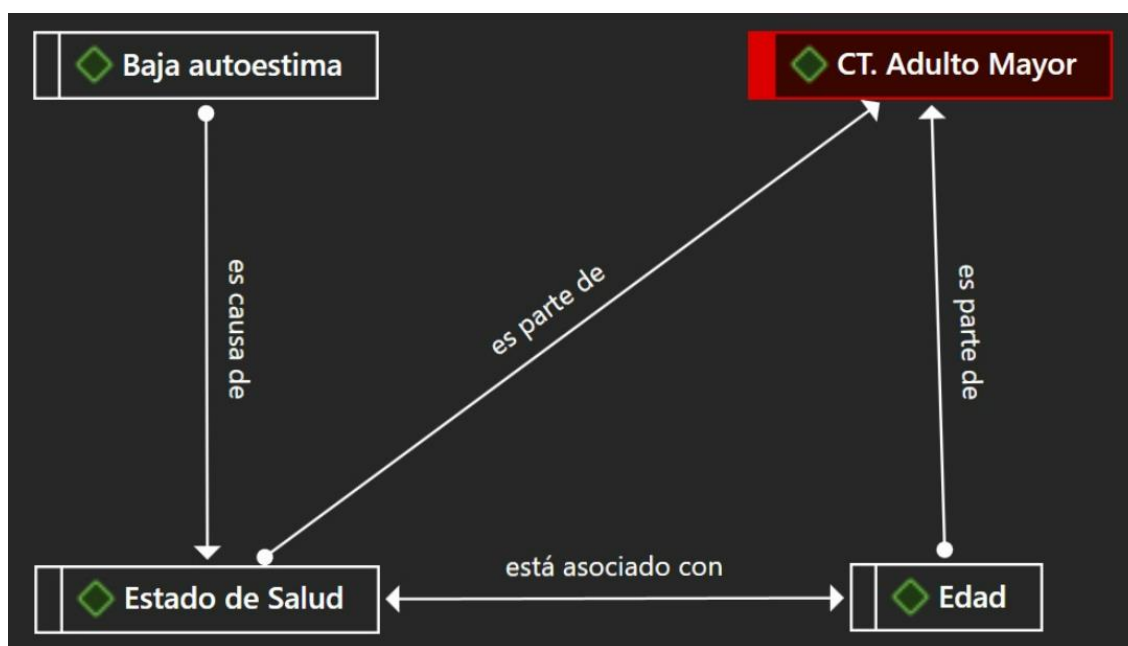 Baja autoestima
CT. Adulto Mayor
es causa de
es parte de
es parte de
está asociado con
Estado de Salud
Edad